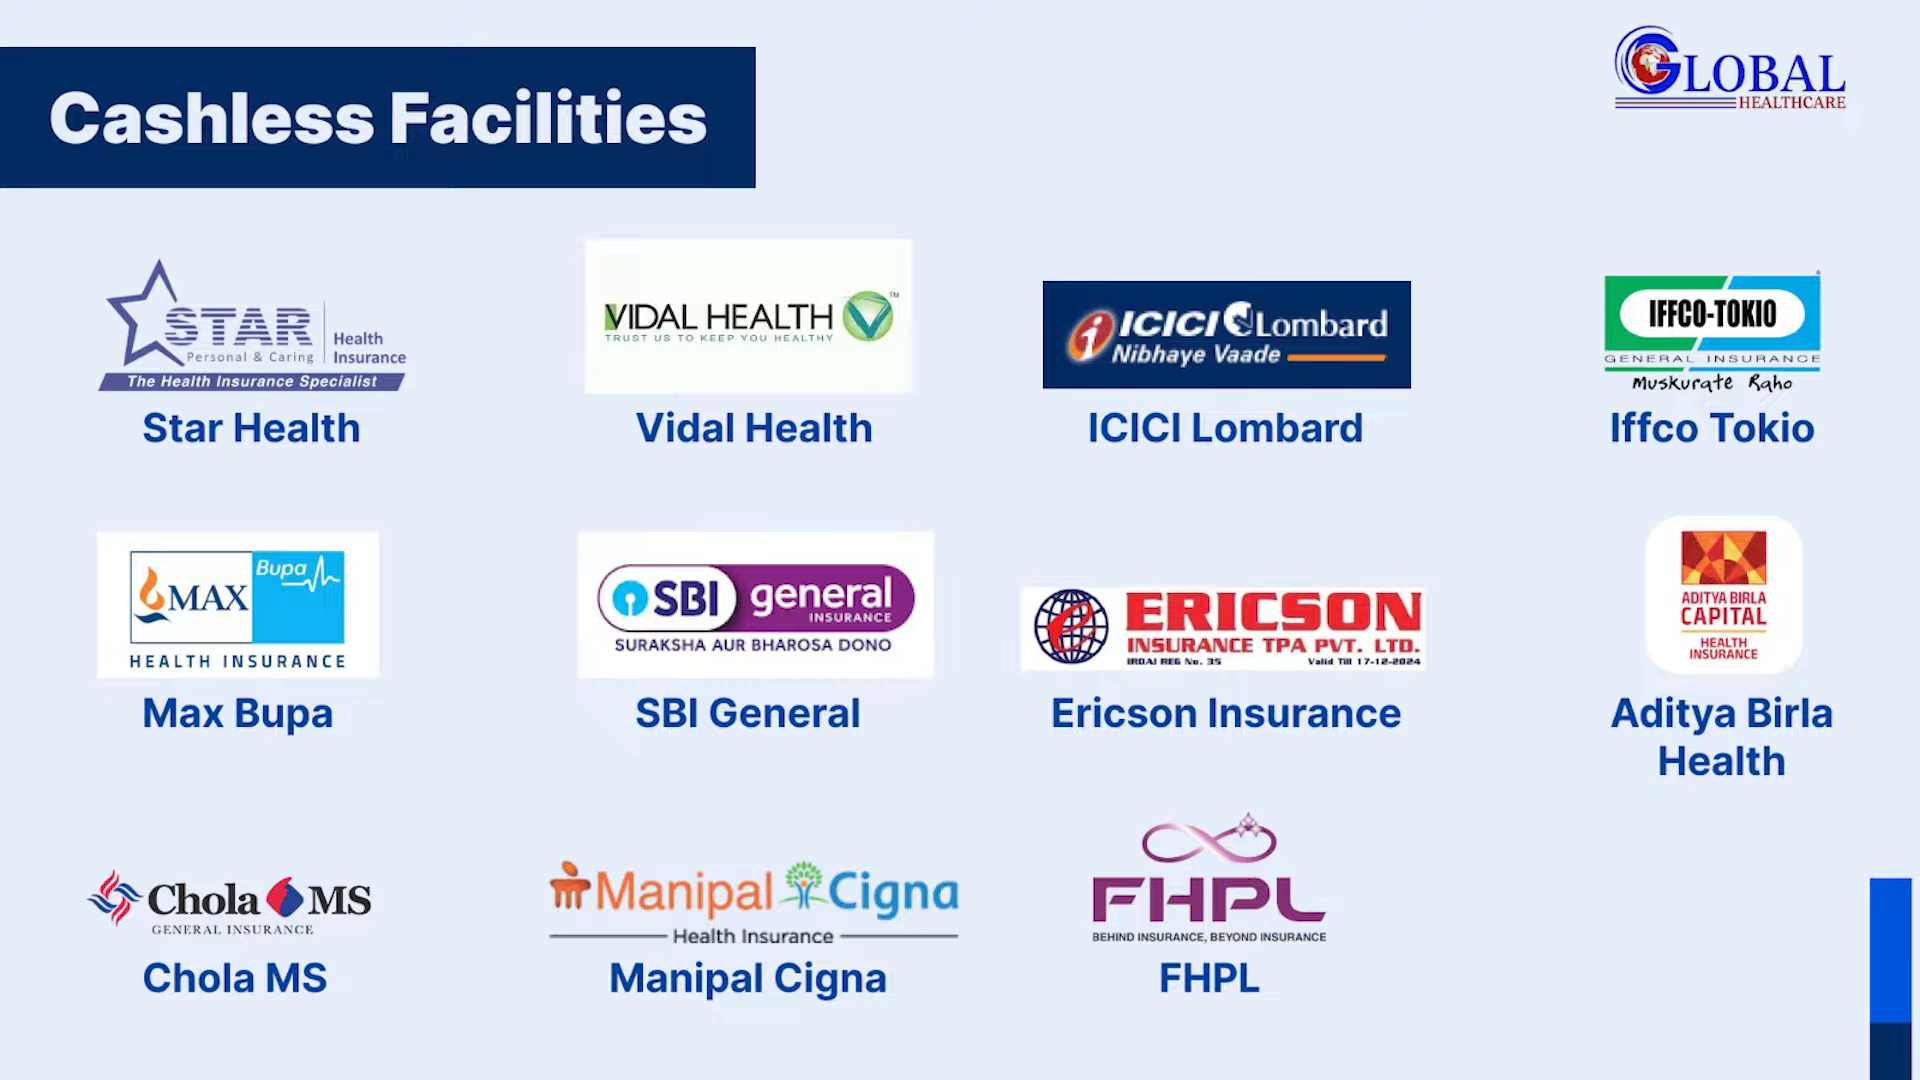 Cashless Facilities
GLOBAL
HEALTHCARE
STAR
Personal & Caring
Health
Insurance
The Health Insurance Specialist
Star Health
VIDAL HEALTH
TM
TRUST US TO KEEP YOU HEALTHY
Vidal Health
ICICI Lombard
Nibhaye Vaade
ICICI Lombard
IFFCO-TOKIO
GENERAL INSURANCE
Muskurate Raho
Iffco Tokio
MAX
Bupa
HEALTH INSURANCE
Max Bupa
SBI general
INSURANCE
SURAKSHA AUR BHAROSA DONO
SBI General
ERICSON
INSURANCE TPA PVT. LTD.
IRDAI REG No. 35 Valid Till 17-12-2024
Ericson Insurance
ADITYA BIRLA
CAPITAL
HEALTH
INSURANCE
Aditya Birla
Health
Chola MS
GENERAL INSURANCE
Chola MS
Manipal Cigna
Health Insurance
Manipal Cigna
FHPL
BEHIND INSURANCE, BEYOND INSURANCE
FHPL